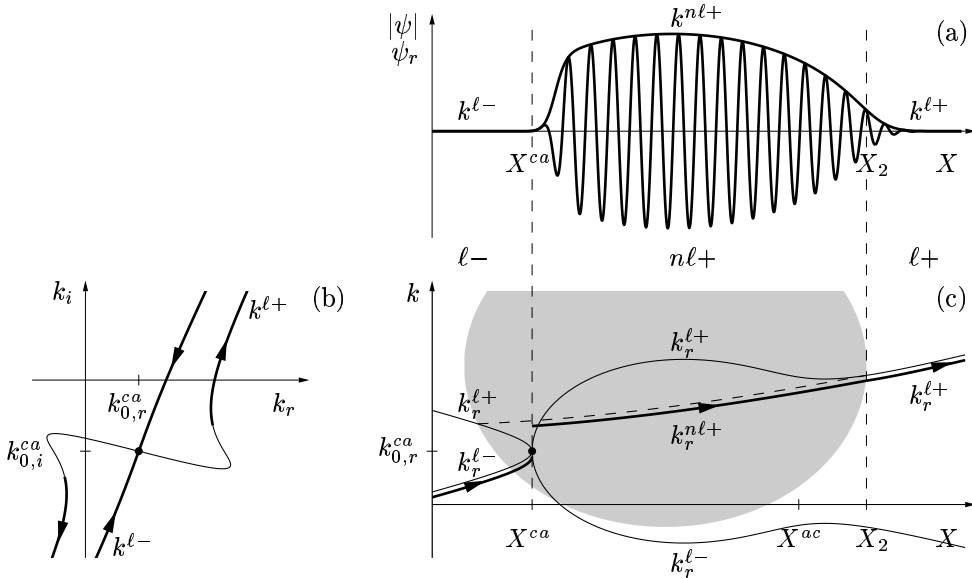 |ψ|
ψ_r
k^{nℓ+}
(a)
k^{ℓ-}
k^{ℓ+}
X^{ca}
X_2
X
ℓ-
nℓ+
ℓ+
k_i
k^{ℓ+}
(b)
k_{0,r}^{ca}
k_r
k_{0,i}^{ca}
k^{ℓ-}
k
(c)
k_r^{ℓ+}
k_r^{ℓ+}
k_r^{ℓ+}
k_r^{nℓ+}
k_{0,r}^{ca}
k_r^{ℓ-}
X^{ca}
X^{ac}
X_2
X
k_r^{ℓ-}